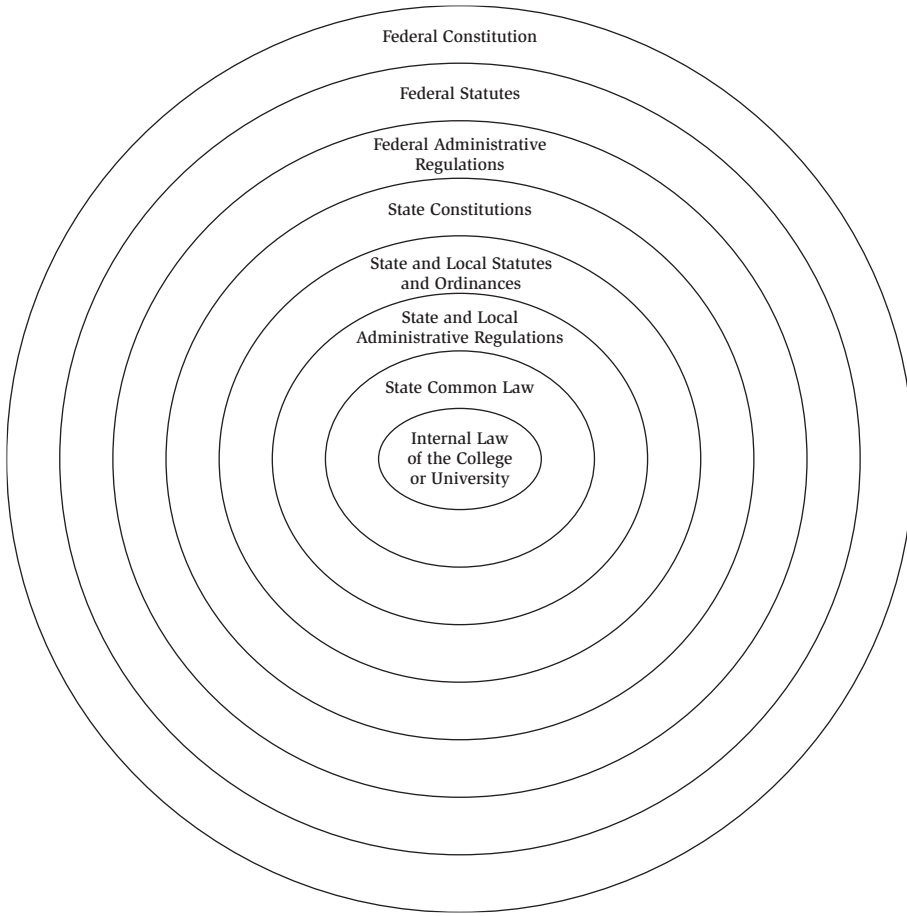 Federal Constitution
Federal Statutes
Federal Administrative
Regulations
State Constitutions
State and Local Statutes
and Ordinances
State and Local
Administrative Regulations
State Common Law
Internal Law
of the College
or University